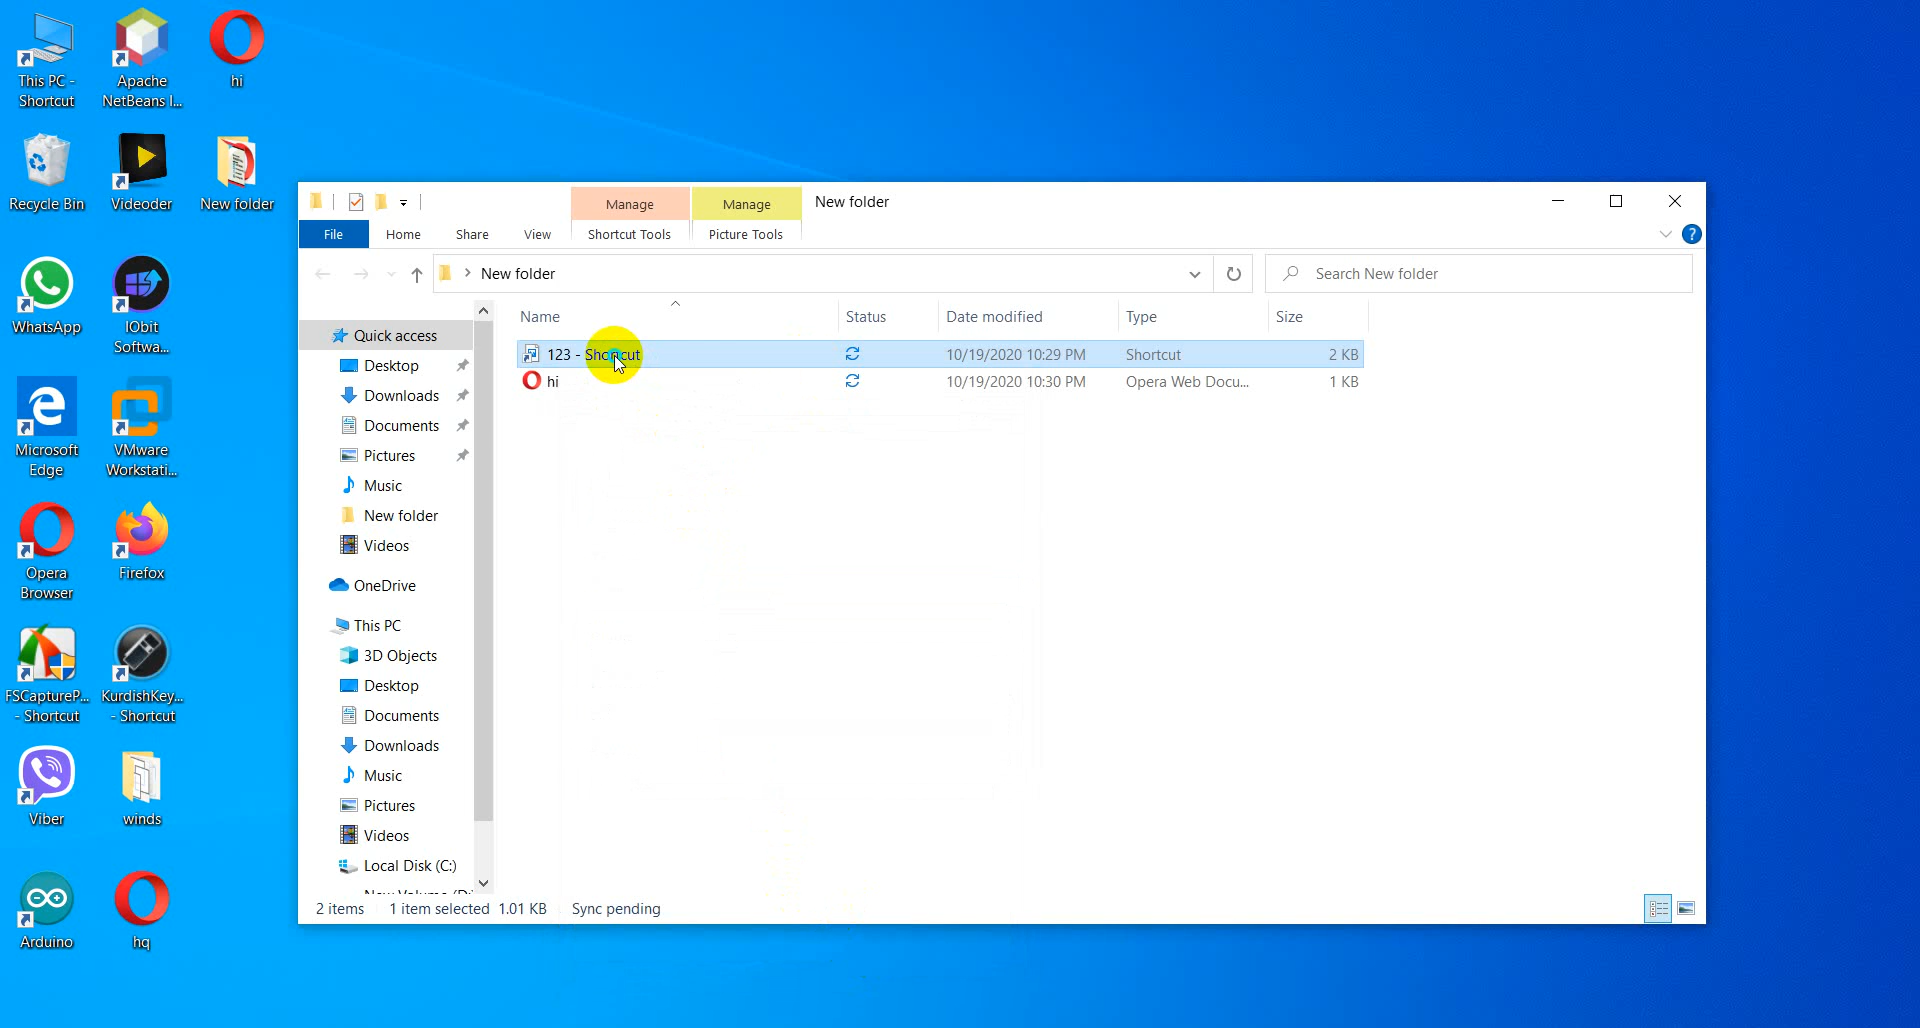 This PC -
Shortcut
Apache
NetBeans I...
hi
Recycle Bin
Videoder
New folder
WhatsApp
IObit
Softwa...
Microsoft
Edge
VMware
Workstati...
Opera
Browser
Firefox
FSCaptureP...
- Shortcut
KurdishKey...
- Shortcut
Viber
winds
Arduino
hq
Manage
Manage
New folder
File
Home
Share
View
Shortcut Tools
Picture Tools
?
New folder
Search New folder
Name
Status
Date modified
Type
Size
123 - Shortcut
10/19/2020 10:29 PM
Shortcut
2 KB
hi
10/19/2020 10:30 PM
Opera Web Docu...
1 KB
Quick access
Desktop
Downloads
Documents
Pictures
Music
New folder
Videos
OneDrive
This PC
3D Objects
Desktop
Documents
Downloads
Music
Pictures
Videos
Local Disk (C:)
2 items
1 item selected 1.01 KB
Sync pending